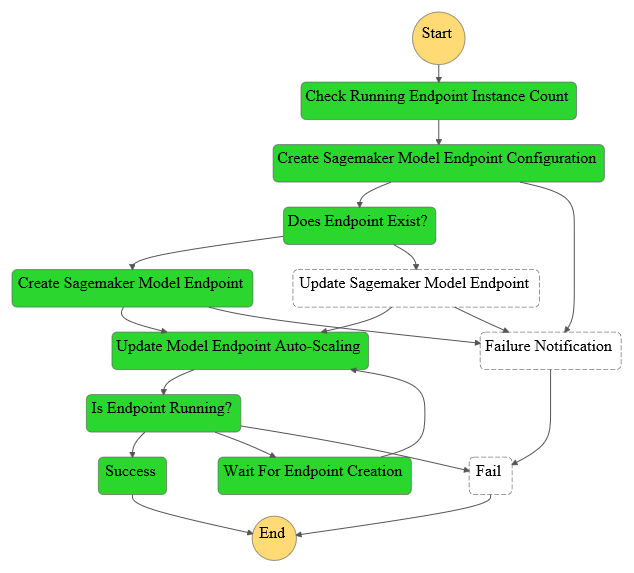 Start
Check Running Endpoint Instance Count
Create Sagemaker Model Endpoint Configuration
Does Endpoint Exist?
Create Sagemaker Model Endpoint
Update Sagemaker Model Endpoint
Update Model Endpoint Auto-Scaling
Failure Notification
Is Endpoint Running?
Success
Wait For Endpoint Creation
Fail
End